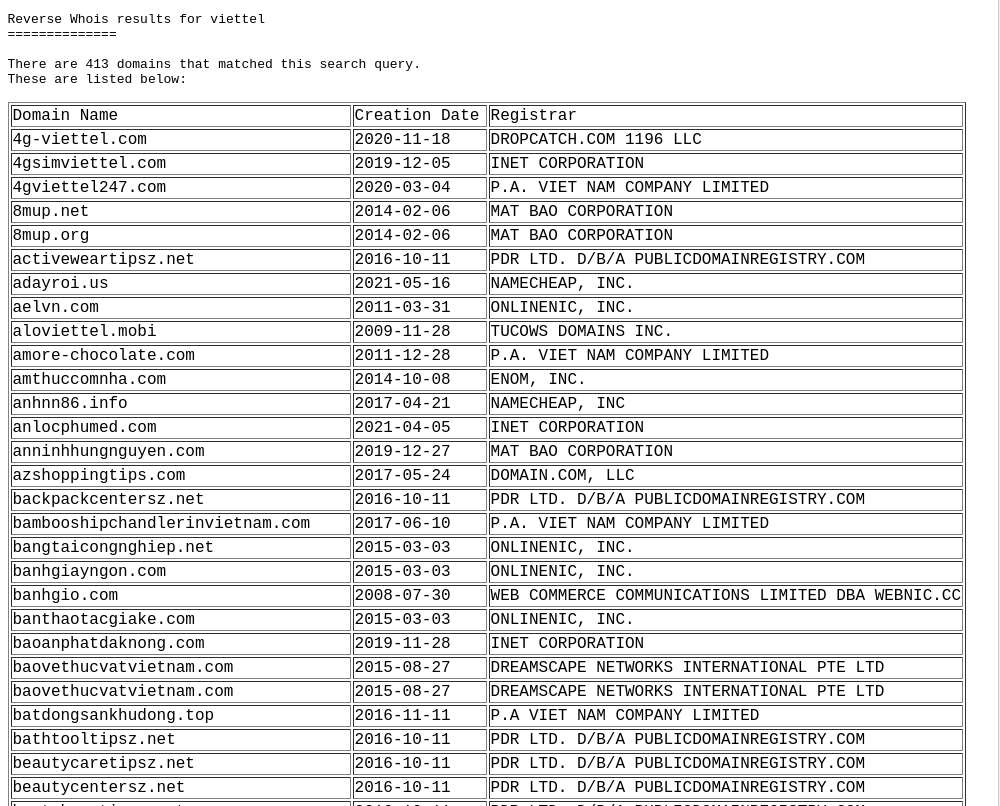 Reverse Whois results for viettel
==============
There are 413 domains that matched this search query.
These are listed below:
Domain Name Creation Date Registrar
4g-viettel.com 2020-11-18 DROPCATCH.COM 1196 LLC
4gsimviettel.com 2019-12-05 INET CORPORATION
4gviettel247.com 2020-03-04 P.A. VIET NAM COMPANY LIMITED
8mup.net 2014-02-06 MAT BAO CORPORATION
8mup.org 2014-02-06 MAT BAO CORPORATION
activeweartipsz.net 2016-10-11 PDR LTD. D/B/A PUBLICDOMAINREGISTRY.COM
adayroi.us 2021-05-16 NAMECHEAP, INC.
aelvn.com 2011-03-31 ONLINENIC, INC.
aloviettel.mobi 2009-11-28 TUCOWS DOMAINS INC.
amore-chocolate.com 2011-12-28 P.A. VIET NAM COMPANY LIMITED
amthuccomnha.com 2014-10-08 ENOM, INC.
anhnn86.info 2017-04-21 NAMECHEAP, INC
anlocphumed.com 2021-04-05 INET CORPORATION
anninhhungnguyen.com 2019-12-27 MAT BAO CORPORATION
azshoppingtips.com 2017-05-24 DOMAIN.COM, LLC
backpackcentersz.net 2016-10-11 PDR LTD. D/B/A PUBLICDOMAINREGISTRY.COM
bambooshipchandlerinvietnam.com 2017-06-10 P.A. VIET NAM COMPANY LIMITED
bangtaicongnghiep.net 2015-03-03 ONLINENIC, INC.
banhgiayngon.com 2015-03-03 ONLINENIC, INC.
banhgio.com 2008-07-30 WEB COMMERCE COMMUNICATIONS LIMITED DBA WEBNIC.CC
banthaotacgiake.com 2015-03-03 ONLINENIC, INC.
baoanphatdaknong.com 2019-11-28 INET CORPORATION
baovethucvatvietnam.com 2015-08-27 DREAMSCAPE NETWORKS INTERNATIONAL PTE LTD
baovethucvatvietnam.com 2015-08-27 DREAMSCAPE NETWORKS INTERNATIONAL PTE LTD
batdongsankhudong.top 2016-11-11 P.A VIET NAM COMPANY LIMITED
bathtooltipsz.net 2016-10-11 PDR LTD. D/B/A PUBLICDOMAINREGISTRY.COM
beautycaretipsz.net 2016-10-11 PDR LTD. D/B/A PUBLICDOMAINREGISTRY.COM
beautycentersz.net 2016-10-11 PDR LTD. D/B/A PUBLICDOMAINREGISTRY.COM